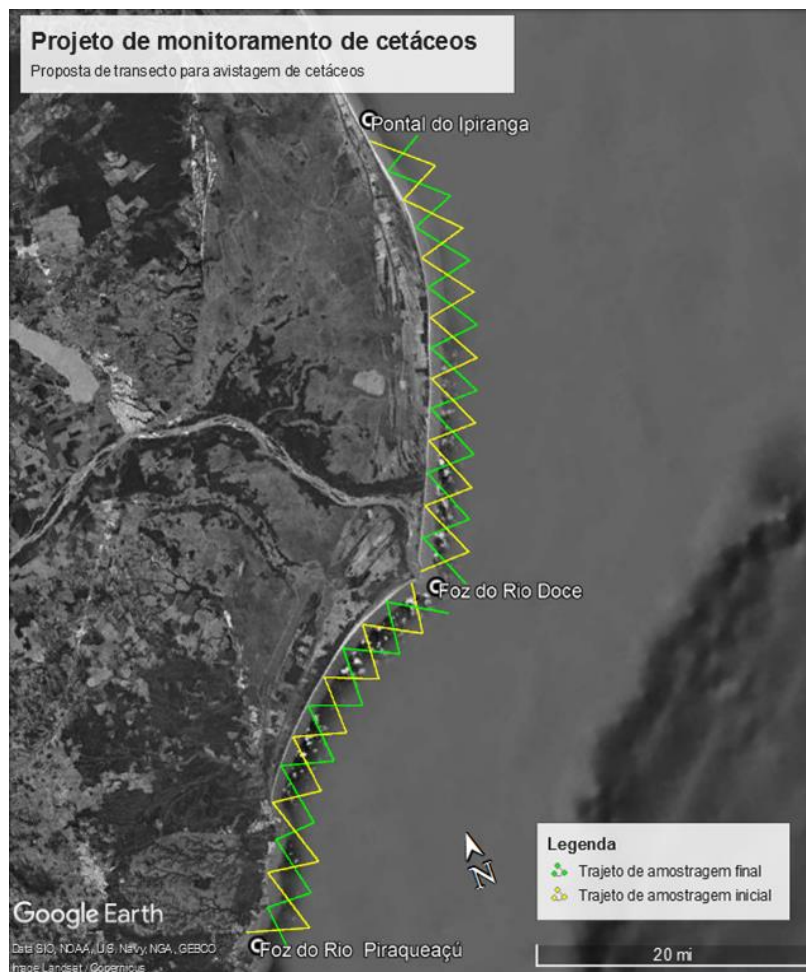 Projeto de monitoramento de cetáceos
Proposta de transecto para avistagem de cetáceos
Pontal do Ipiranga
Foz do Rio Doce
Legenda
Trajeto de amostragem final
Trajeto de amostragem inicial
N
Google Earth
Data SIO, NOAA, U.S. Navy, NGA, GEBCO
Image Landsat / Copernicus
Foz do Rio Piraqueaçú
20 mi